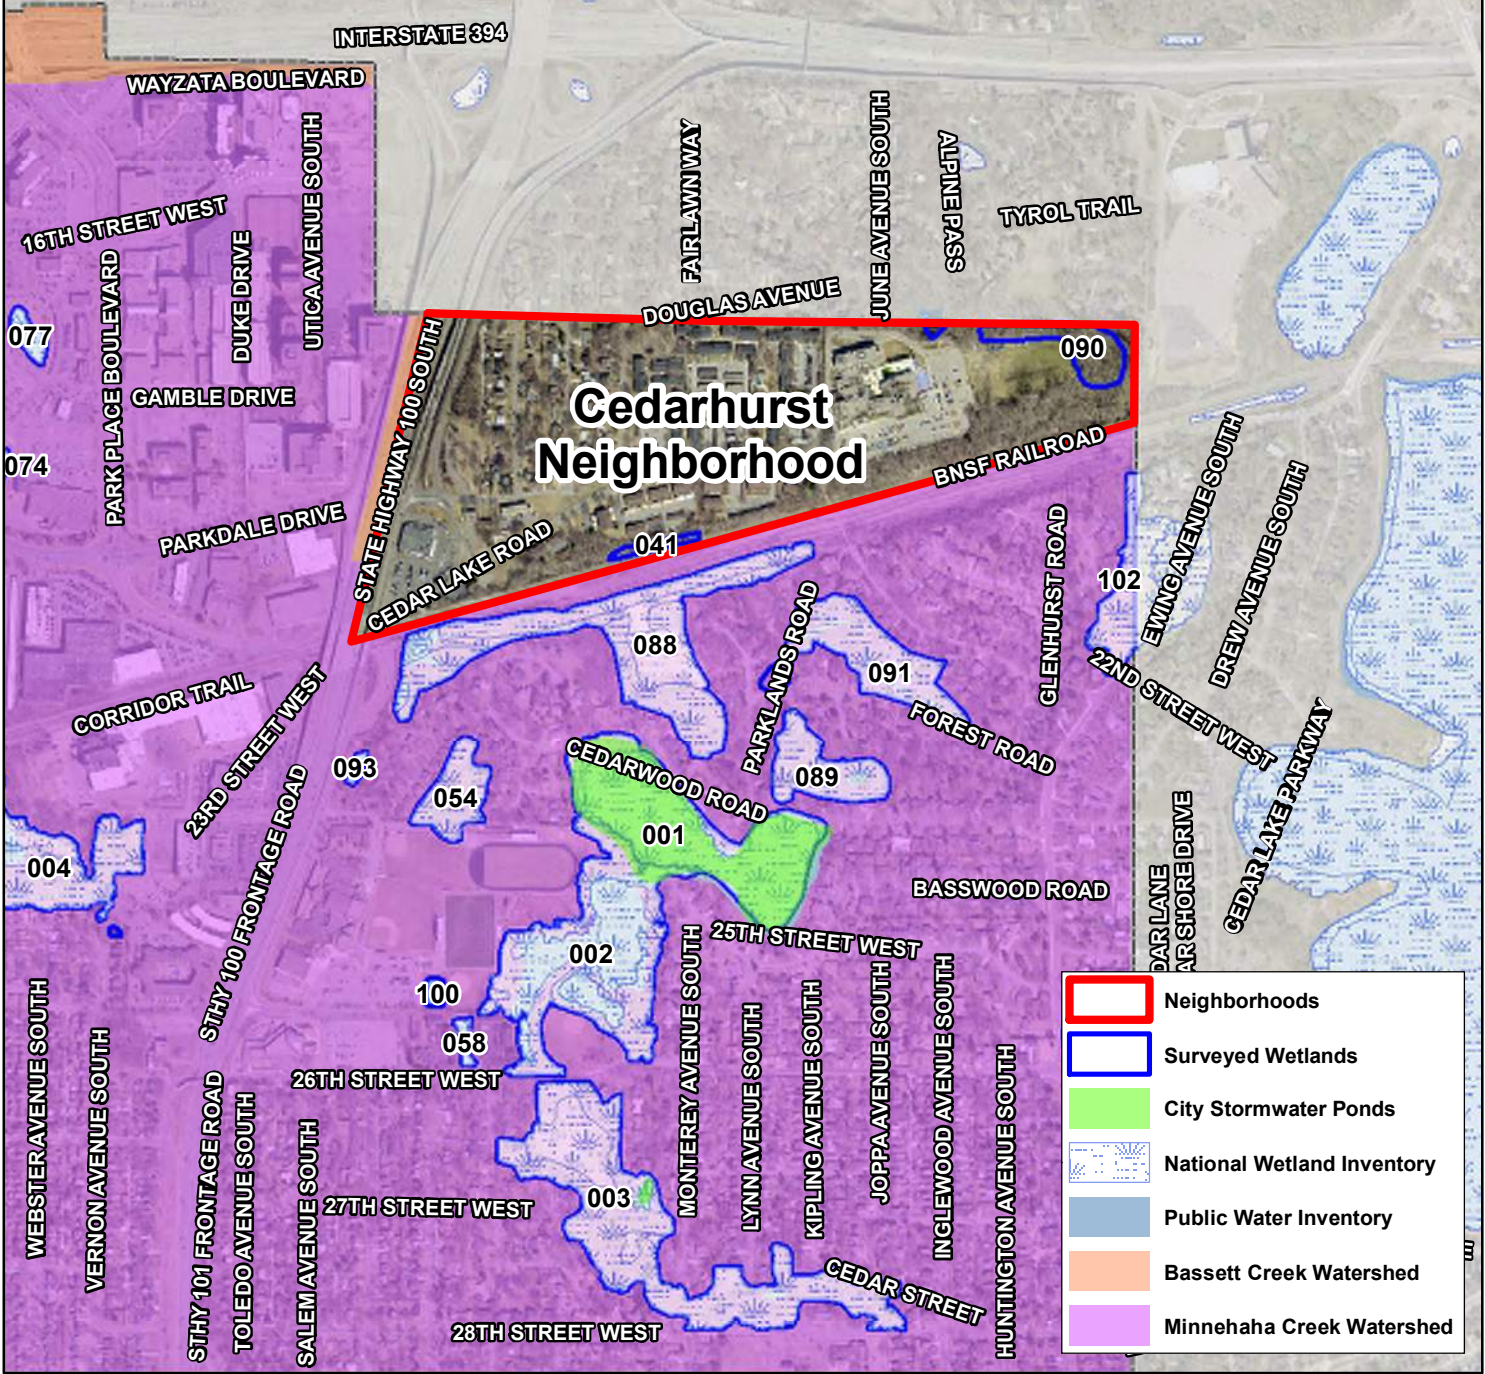 INTERSTATE 394
WAYZATA BOULEVARD
UTICA AVENUE SOUTH
FAIRLAWN WAY
JUNE AVENUE SOUTH
ALPINE PASS
TYROL TRAIL
16TH STREET WEST
DUKE DRIVE
PARK PLACE BOULEVARD
DOUGLAS AVENUE
077
090
GAMBLE DRIVE
STATE HIGHWAY 100 SOUTH
Cedarhurst
Neighborhood
074
BNSF RAILROAD
PARKDALE DRIVE
CEDAR LAKE ROAD
041
EWING AVENUE SOUTH
DREW AVENUE SOUTH
GLENHURST ROAD
102
088
PARKLANDS ROAD
091
22ND STREET WEST
CORRIDOR TRAIL
23RD STREET WEST
FOREST ROAD
CEDAR LAKE PARKWAY
093
054
CEDARWOOD ROAD
089
001
004
STHY 100 FRONTAGE ROAD
BASSWOOD ROAD
25TH STREET WEST
002
100
058
DAR LANE
AR SHORE DRIVE
WEBSTER AVENUE SOUTH
VERNON AVENUE SOUTH
26TH STREET WEST
STHY 101 FRONTAGE ROAD
TOLEDO AVENUE SOUTH
SALEM AVENUE SOUTH
27TH STREET WEST
003
MONTEREY AVENUE SOUTH
LYNN AVENUE SOUTH
KIPLING AVENUE SOUTH
JOPPA AVENUE SOUTH
INGLEWOOD AVENUE SOUTH
HUNTINGTON AVENUE SOUTH
CEDAR STREET
28TH STREET WEST
Neighborhoods
Surveyed Wetlands
City Stormwater Ponds
National Wetland Inventory
Public Water Inventory
Bassett Creek Watershed
Minnehaha Creek Watershed